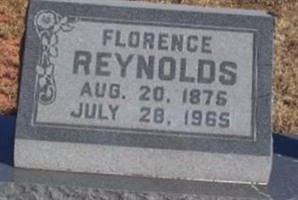 FLORENCE
REYNOLDS
AUG. 20, 1876
JULY 28, 1965